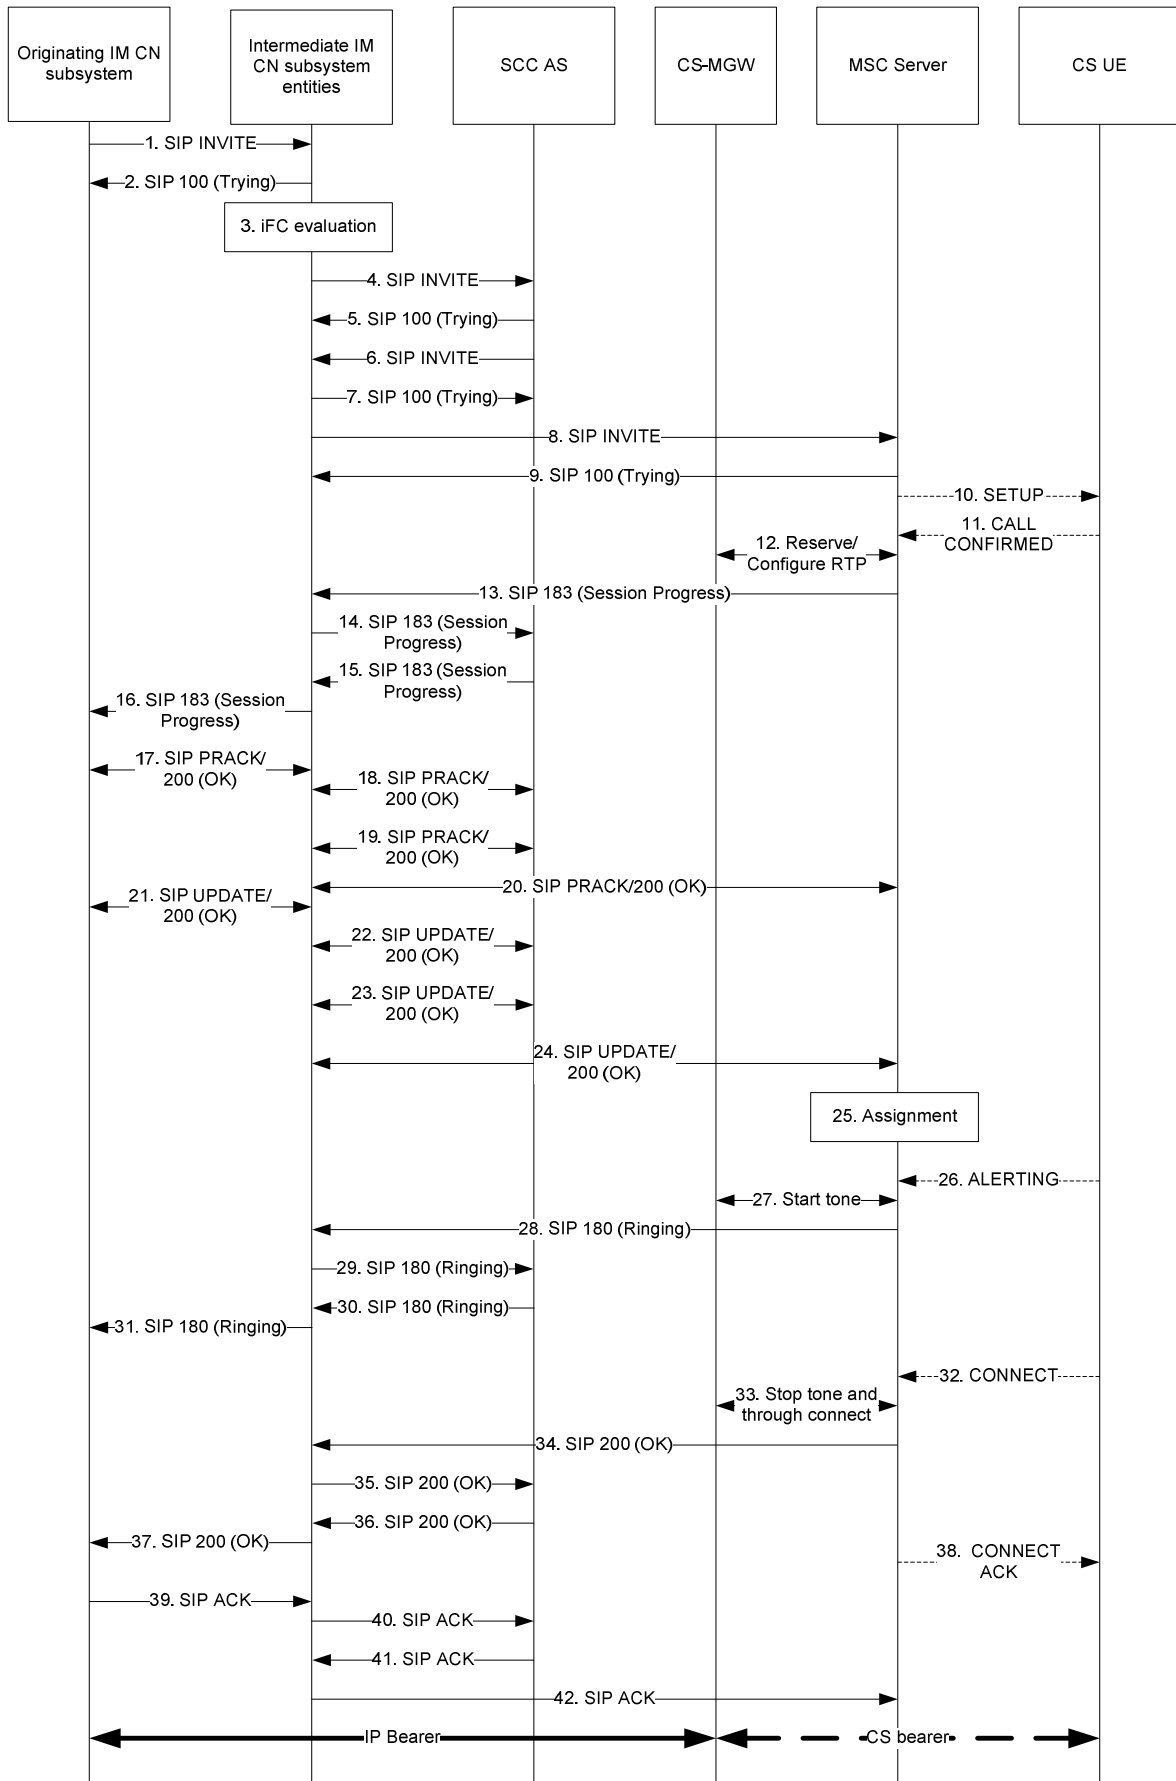 Originating IM CN
subsystem
Intermediate IM
CN subsystem
entities
SCC AS
CS-MGW
MSC Server
CS UE
1. SIP INVITE
2. SIP 100 (Trying)
3. iFC evaluation
4. SIP INVITE
5. SIP 100 (Trying)
6. SIP INVITE
7. SIP 100 (Trying)
8. SIP INVITE
9. SIP 100 (Trying)
10. SETUP
11. CALL
CONFIRMED
12. Reserve/
Configure RTP
13. SIP 183 (Session Progress)
14. SIP 183 (Session
Progress)
15. SIP 183 (Session
Progress)
16. SIP 183 (Session
Progress)
17. SIP PRACK/
200 (OK)
18. SIP PRACK/
200 (OK)
19. SIP PRACK/
200 (OK)
20. SIP PRACK/200 (OK)
21. SIP UPDATE/
200 (OK)
22. SIP UPDATE/
200 (OK)
23. SIP UPDATE/
200 (OK)
24. SIP UPDATE/
200 (OK)
25. Assignment
26. ALERTING
27. Start tone
28. SIP 180 (Ringing)
29. SIP 180 (Ringing)
30. SIP 180 (Ringing)
31. SIP 180 (Ringing)
32. CONNECT
33. Stop tone and
through connect
34. SIP 200 (OK)
35. SIP 200 (OK)
36. SIP 200 (OK)
37. SIP 200 (OK)
38. CONNECT
ACK
39. SIP ACK
40. SIP ACK
41. SIP ACK
42. SIP ACK
IP Bearer
CS bearer